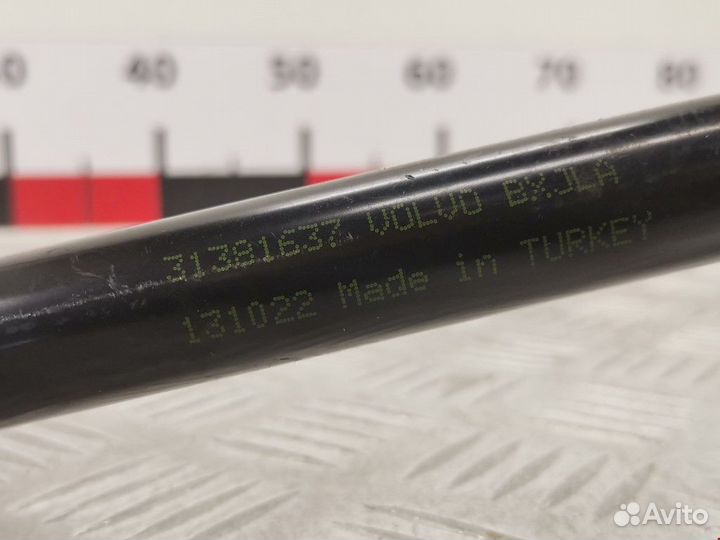 40 50 60 70 80
31381637 VOLVO BXJLA
131022 Made in TURKEY
Avito